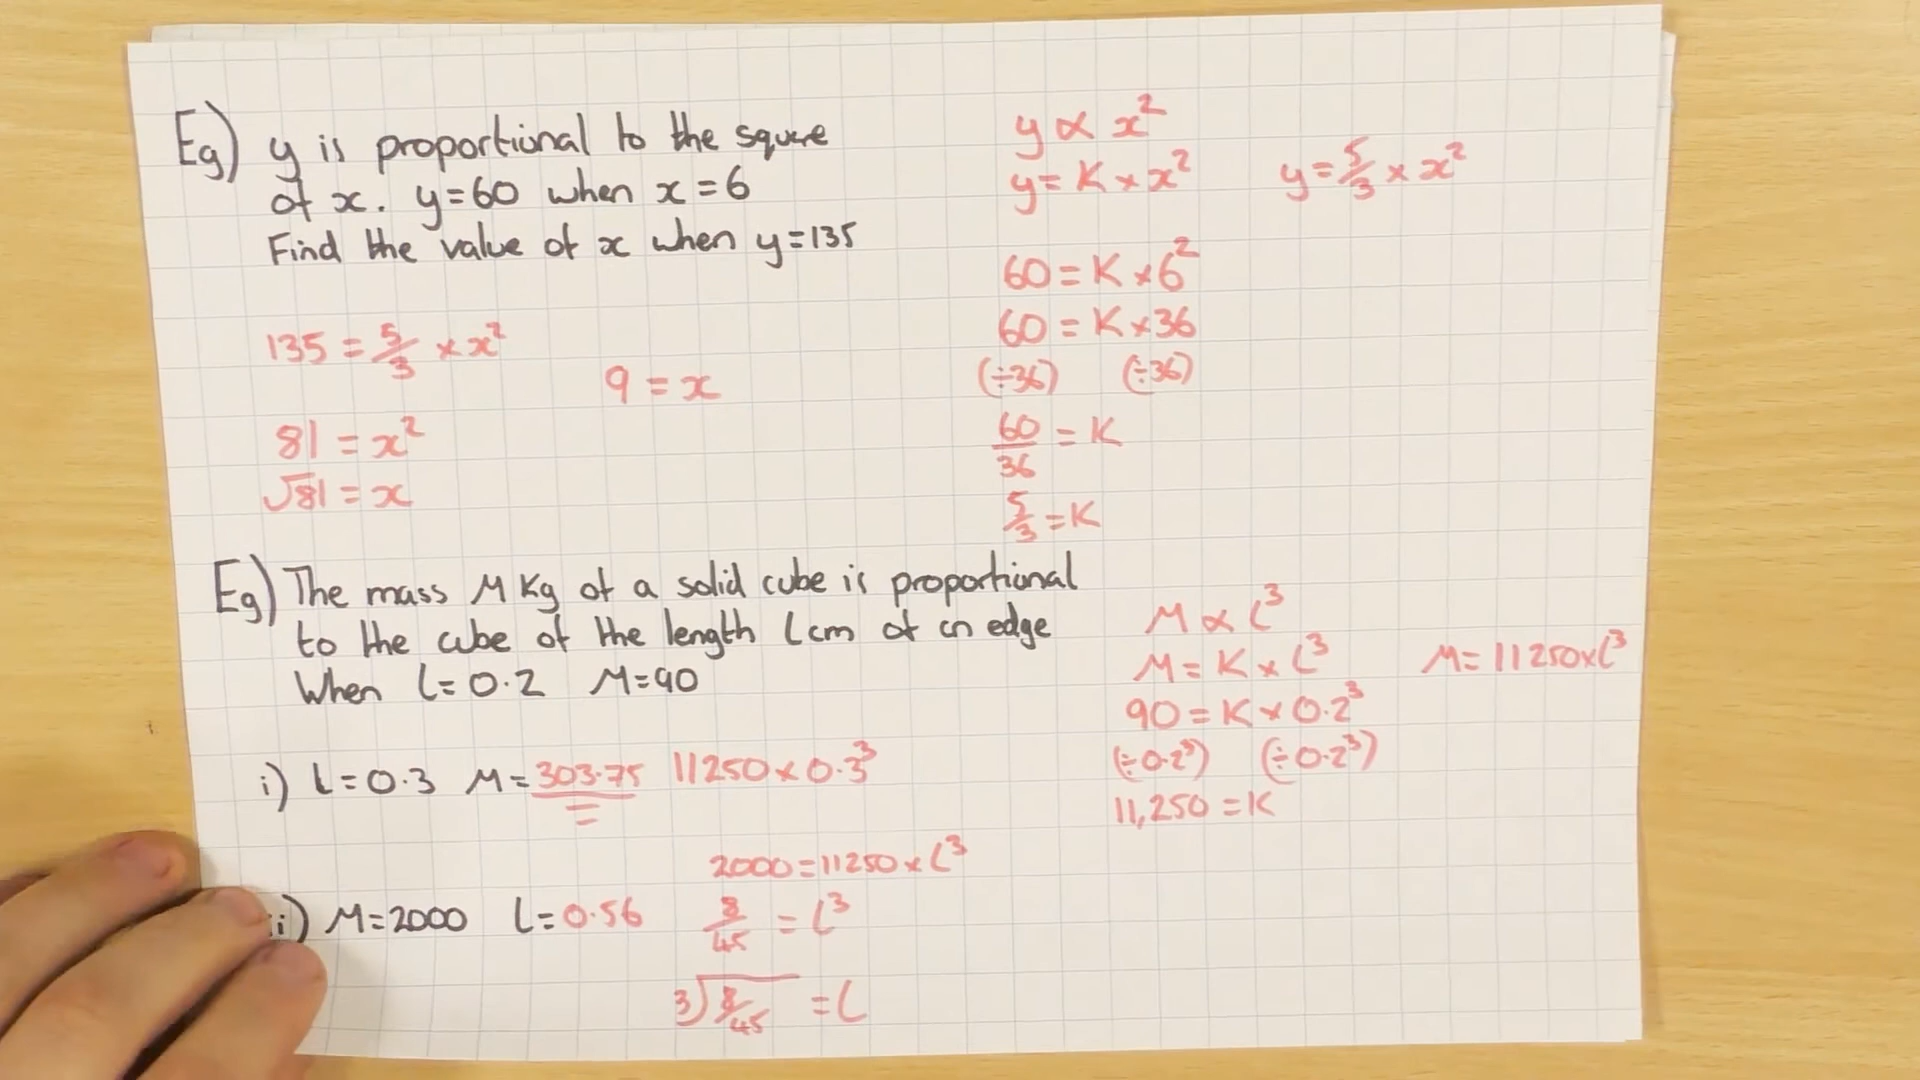 Eg) y is proportional to the square
of x. y=60 when x=6
Find the value of x when y=135
y ∝ x²
y = K × x²
y = 5/3 × x²
60 = K × 6²
60 = K × 36
(÷36) (÷36)
60/36 = K
5/3 = K
135 = 5/3 × x²
81 = x²
√81 = x
9 = x
Eg) The mass M Kg of a solid cube is proportional
to the cube of the length l cm of an edge
When l=0.2 M=90
M ∝ l³
M = K × l³
M = 11250 × l³
90 = K × 0.2³
(÷0.2³) (÷0.2³)
11,250 = K
i) l=0.3 M=303.75 11250 × 0.3³
ii) M=2000 l=0.56
2000 = 11250 × l³
8/45 = l³
³√8/45 = l